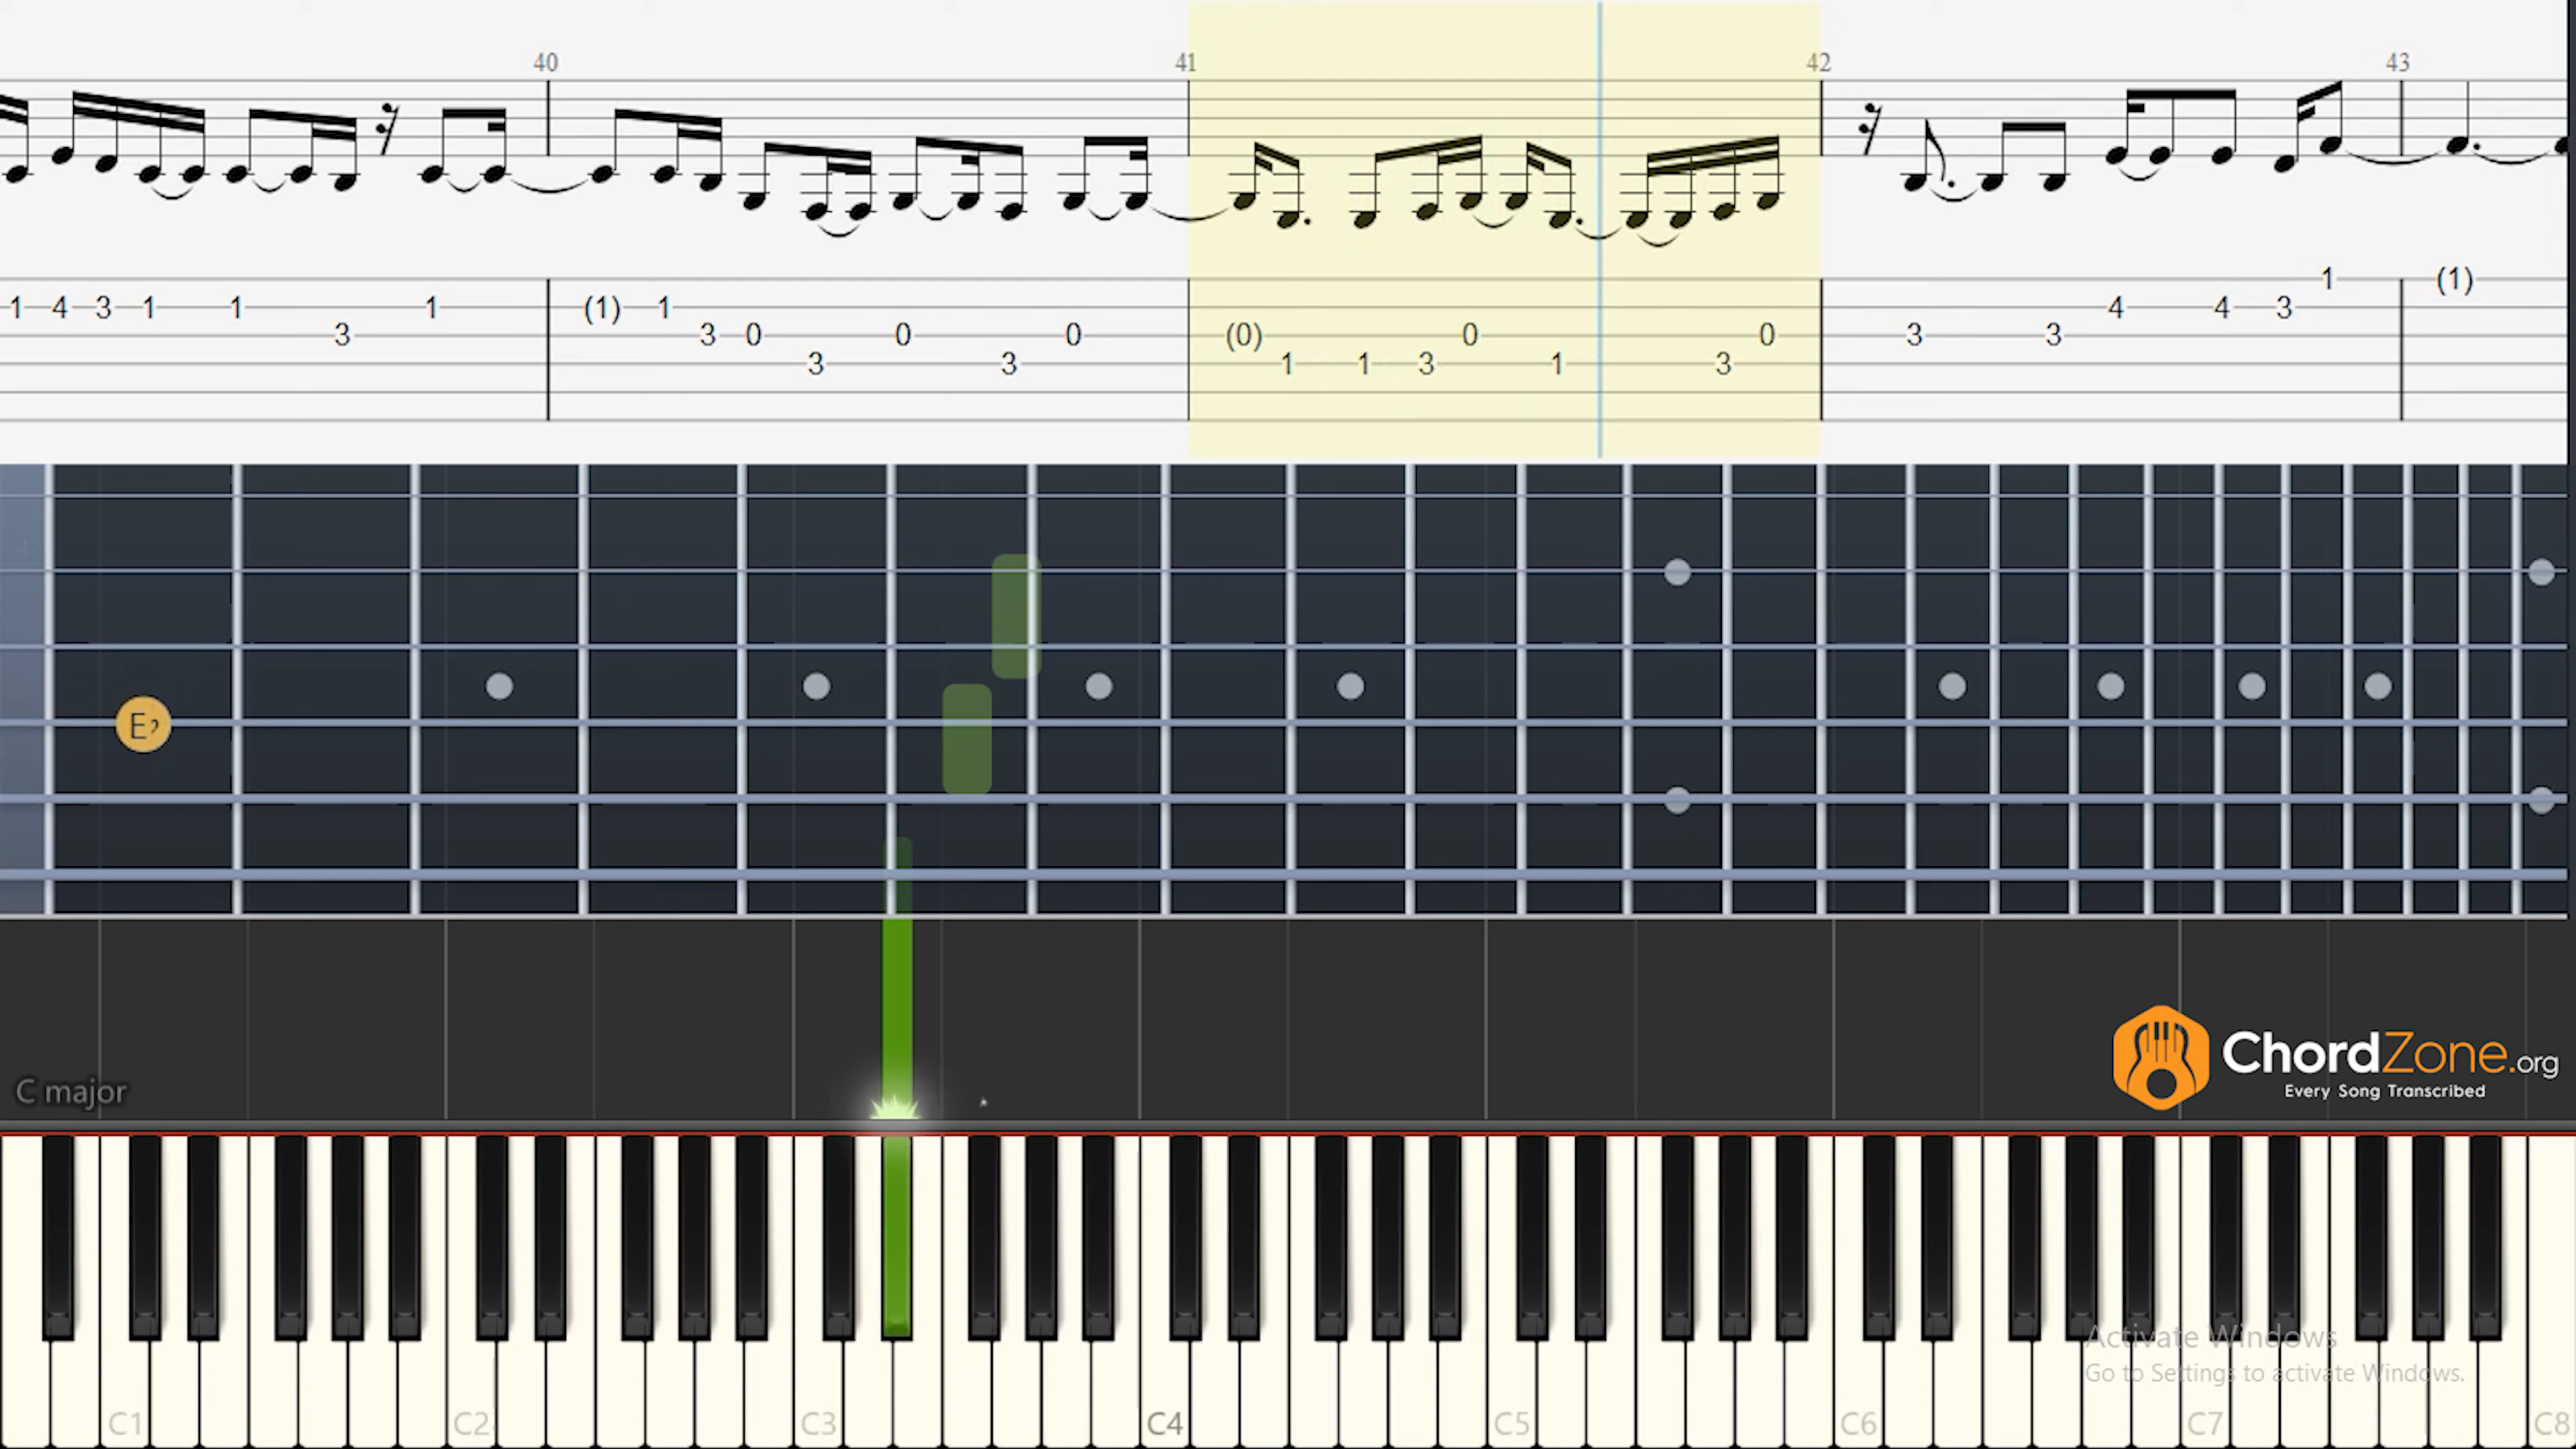 40 41 42 43
1 (1)
1 4 3 1 1 1 (1) 1 4 4 3
3 3 0 0 0 (0) 0 0 3 3
3 3 1 1 3 1 3
E♭
ChordZone.org
Every Song Transcribed
C major
Activate Windows
Go to Settings to activate Windows.
C1 C2 C3 C4 C5 C6 C7 C8